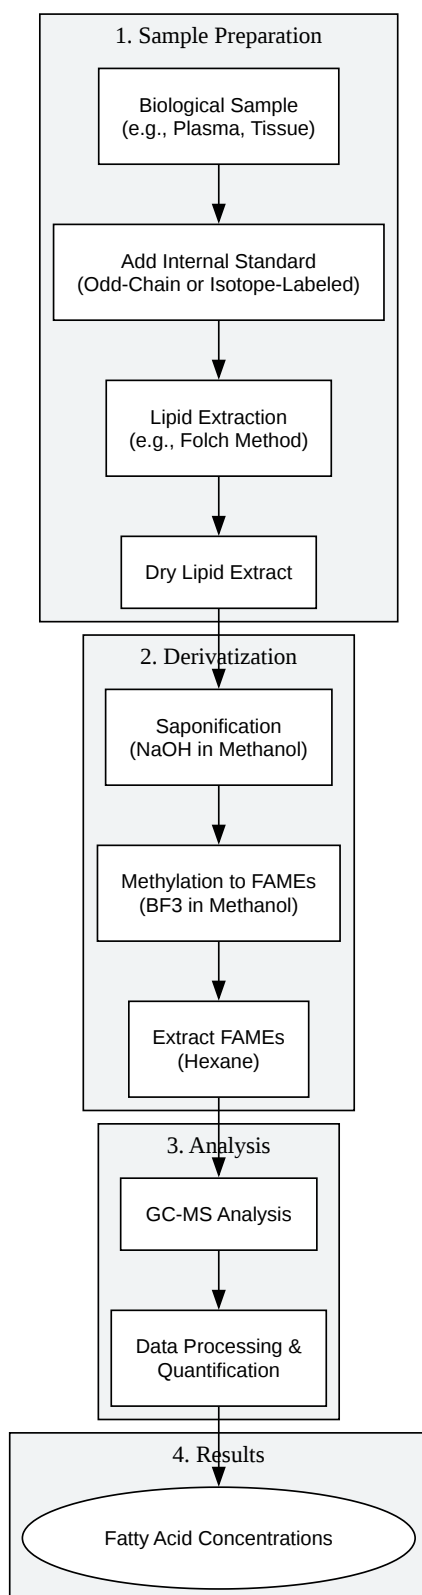 1. Sample Preparation
Biological Sample
(e.g., Plasma, Tissue)
Add Internal Standard
(Odd-Chain or Isotope-Labeled)
Lipid Extraction
(e.g., Folch Method)
Dry Lipid Extract
2. Derivatization
Saponification
(NaOH in Methanol)
Methylation to FAMEs
(BF3 in Methanol)
Extract FAMEs
(Hexane)
3. Analysis
GC-MS Analysis
Data Processing &
Quantification
4. Results
Fatty Acid Concentrations